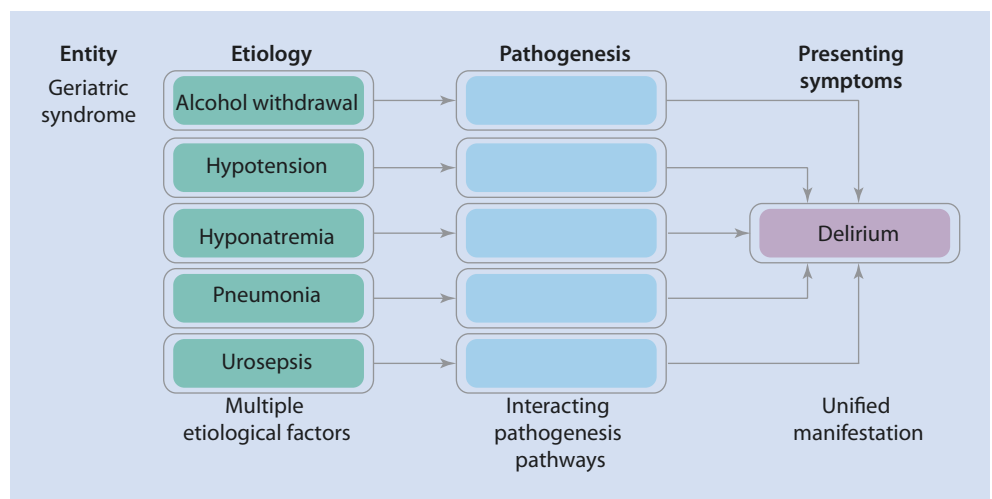 Entity
Geriatric
syndrome
Etiology
Alcohol withdrawal
Hypotension
Hyponatremia
Pneumonia
Urosepsis
Multiple
etiological factors
Pathogenesis
Interacting
pathogenesis
pathways
Presenting
symptoms
Delirium
Unified
manifestation